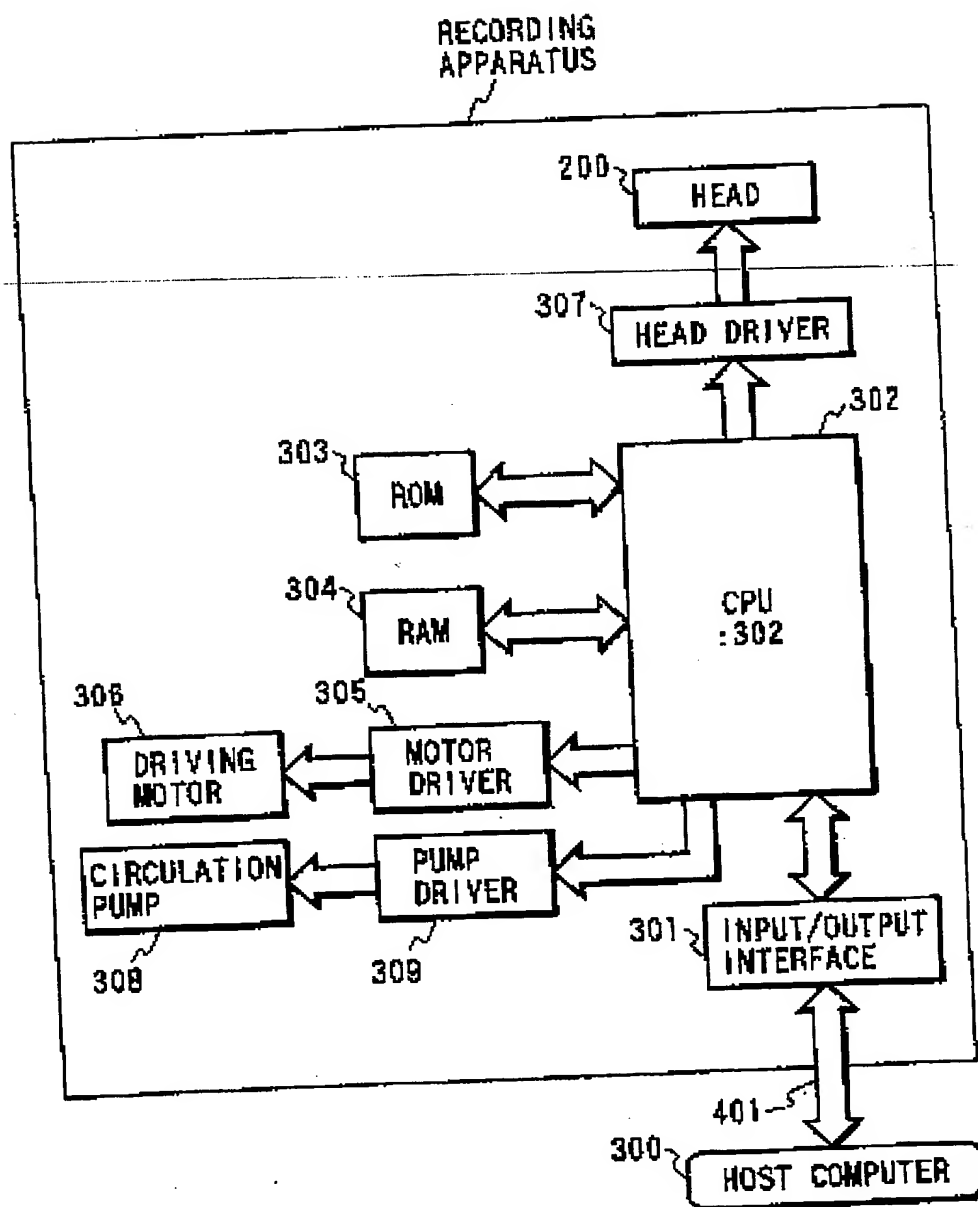 RECORDING
APPARATUS
200
HEAD
307
HEAD DRIVER
302
303
ROM
CPU
:302
304
RAM
306
305
DRIVING
MOTOR
MOTOR
DRIVER
CIRCULATION
PUMP
PUMP
DRIVER
308
309
301
INPUT/OUTPUT
INTERFACE
401
300
HOST COMPUTER